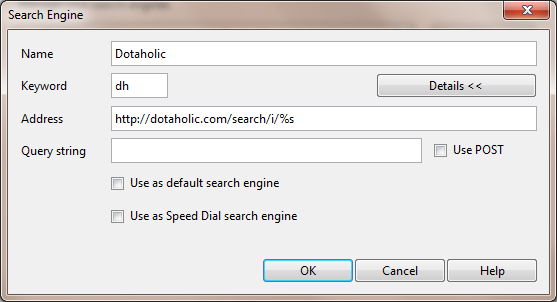 Search Engine
Name Dotaholic
Keyword dh Details <<
Address http://dotaholic.com/search/i/%s
Query string Use POST
Use as default search engine
Use as Speed Dial search engine
OK Cancel Help